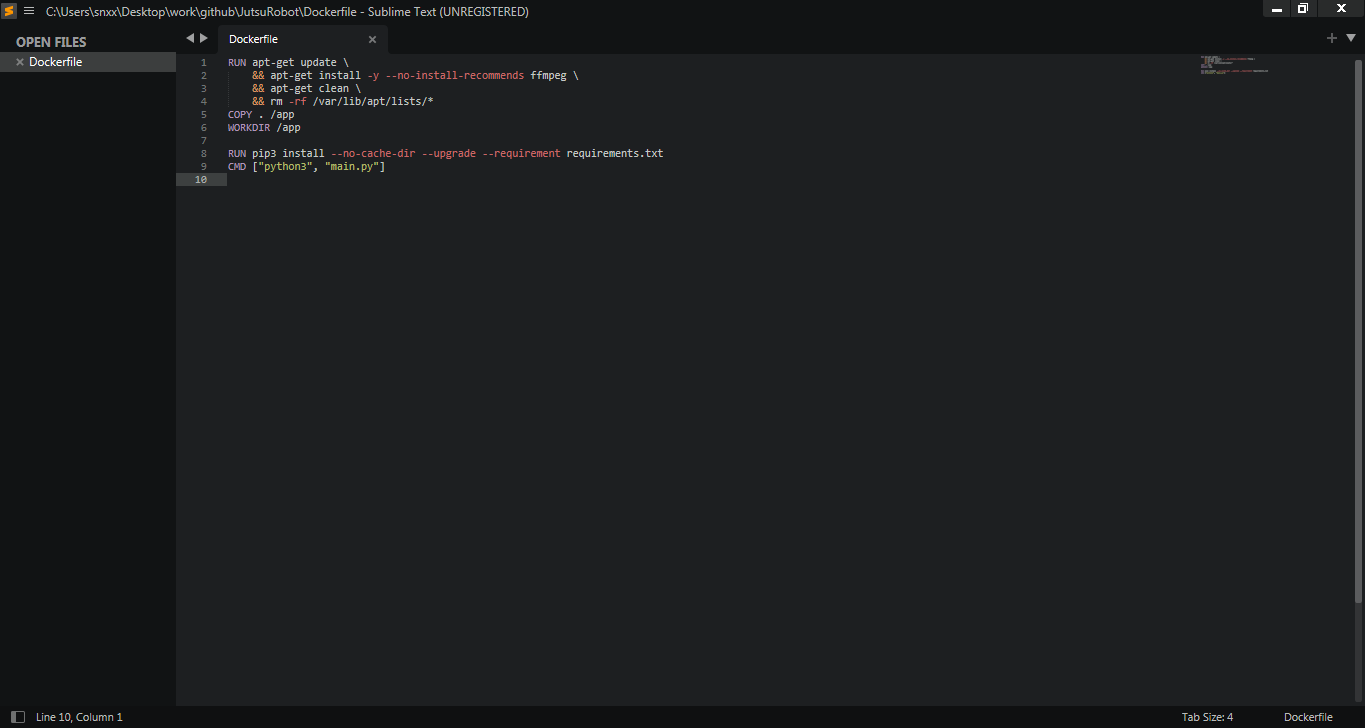 C:\Users\snxx\Desktop\work\github\JutsuRobot\Dockerfile - Sublime Text (UNREGISTERED)
OPEN FILES
Dockerfile
Dockerfile
1 RUN apt-get update \
2 && apt-get install -y --no-install-recommends ffmpeg \
3 && apt-get clean \
4 && rm -rf /var/lib/apt/lists/*
5 COPY . /app
6 WORKDIR /app
7
8 RUN pip3 install --no-cache-dir --upgrade --requirement requirements.txt
9 CMD ["python3", "main.py"]
10
Line 10, Column 1
Tab Size: 4
Dockerfile